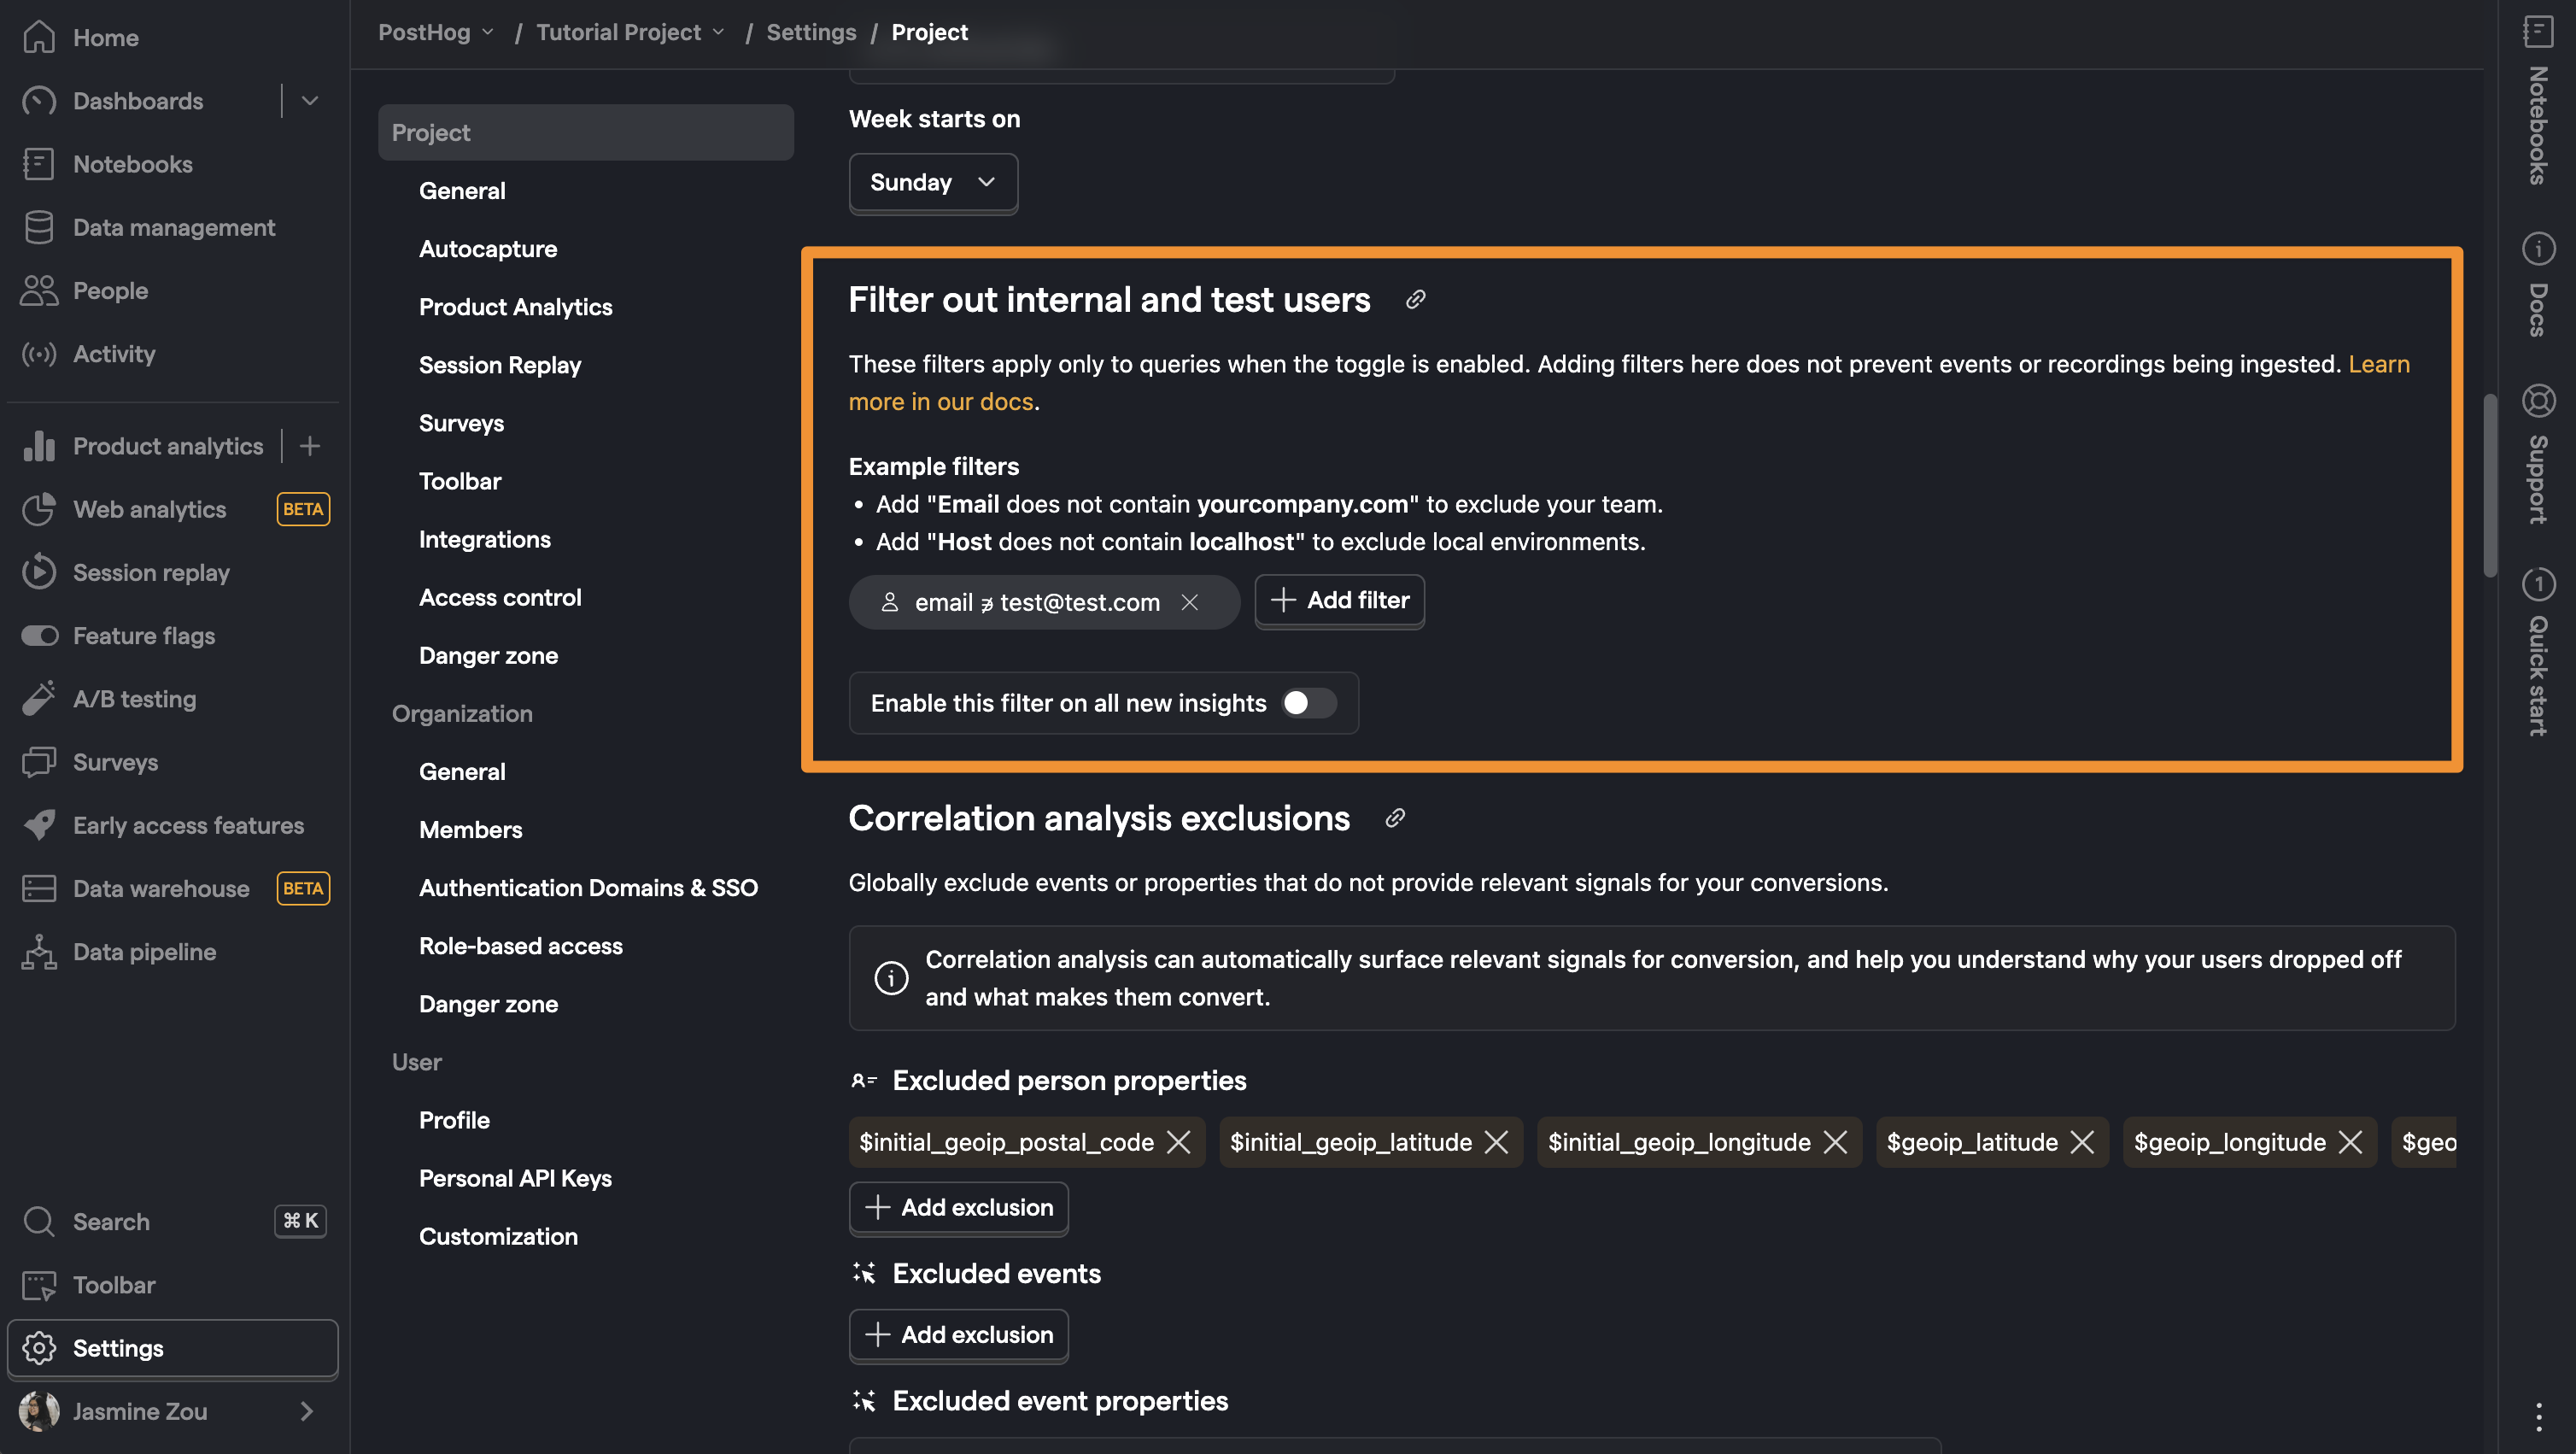 Home
Dashboards
Notebooks
Data management
People
Activity
Product analytics
Web analytics BETA
Session replay
Feature flags
A/B testing
Surveys
Early access features
Data warehouse BETA
Data pipeline
Search ⌘ K
Toolbar
Settings
Jasmine Zou
PostHog / Tutorial Project / Settings / Project
Project
General
Autocapture
Product Analytics
Session Replay
Surveys
Toolbar
Integrations
Access control
Danger zone
Organization
General
Members
Authentication Domains & SSO
Role-based access
Danger zone
User
Profile
Personal API Keys
Customization
Week starts on
Sunday
Filter out internal and test users
These filters apply only to queries when the toggle is enabled. Adding filters here does not prevent events or recordings being ingested. Learn
more in our docs.
Example filters
• Add "Email does not contain yourcompany.com" to exclude your team.
• Add "Host does not contain localhost" to exclude local environments.
email ∌ test@test.com
Add filter
Enable this filter on all new insights
Correlation analysis exclusions
Globally exclude events or properties that do not provide relevant signals for your conversions.
Correlation analysis can automatically surface relevant signals for conversion, and help you understand why your users dropped off
and what makes them convert.
Excluded person properties
$initial_geoip_postal_code $initial_geoip_latitude $initial_geoip_longitude $geoip_latitude $geoip_longitude $geo
Add exclusion
Excluded events
Add exclusion
Excluded event properties
Notebooks
Docs
Support
1
Quick start